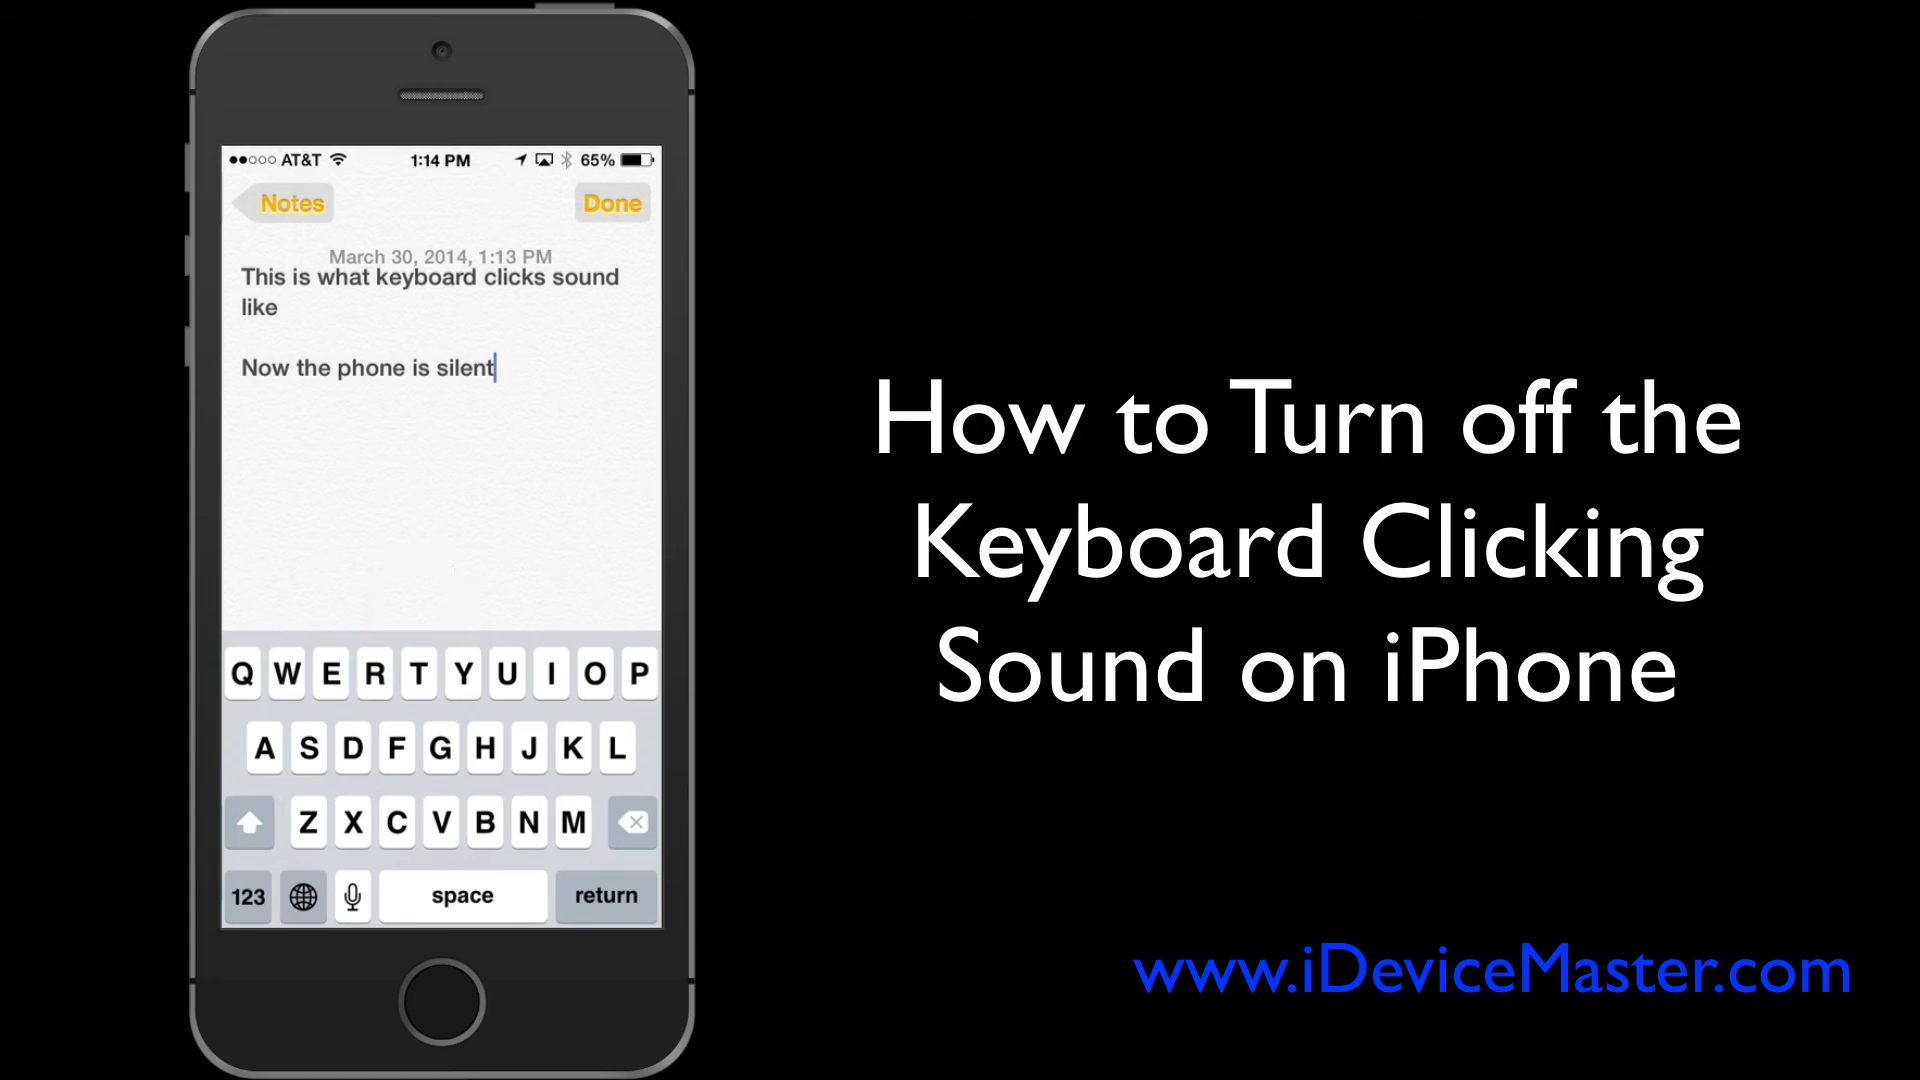 AT&T 1:14 PM 65%
Notes Done
March 30, 2014, 1:13 PM
This is what keyboard clicks sound
like
Now the phone is silent
Q W E R T Y U I O P
A S D F G H J K L
Z X C V B N M
123 space return
How to Turn off the
Keyboard Clicking
Sound on iPhone
www.iDeviceMaster.com